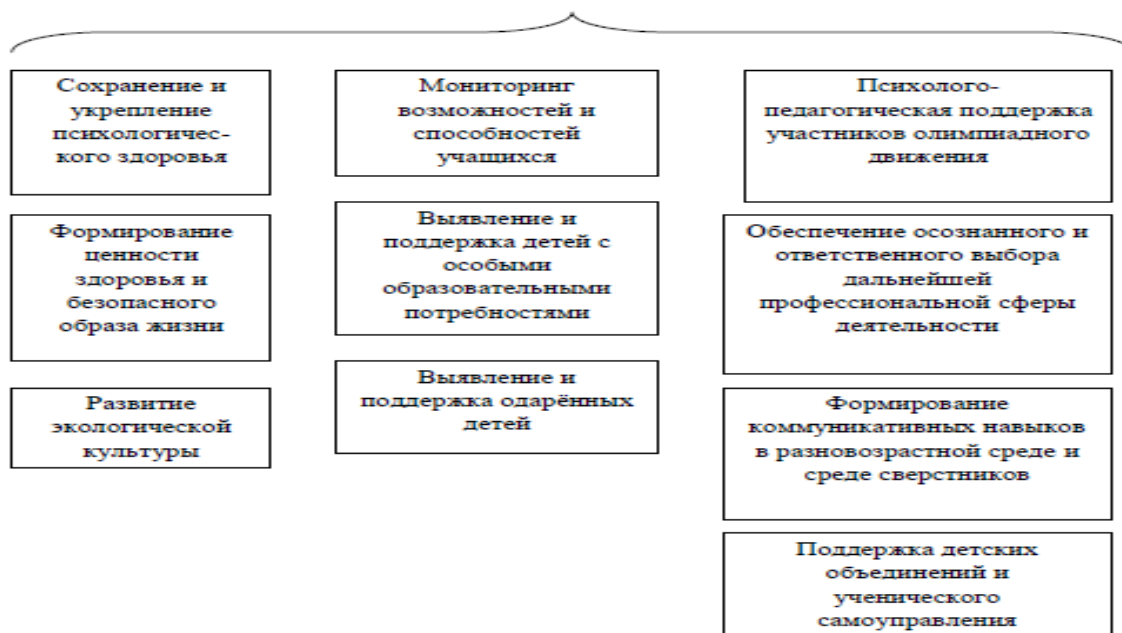 Сохранение и
укрепление
психологичес-
кого здоровья
Формирование
ценности
здоровья и
безопасного
образа жизни
Развитие
экологической
культуры
Мониторинг
возможностей и
способностей
учащихся
Выявление и
поддержка детей с
особыми
образовательными
потребностями
Выявление и
поддержка одарённых
детей
Психолого-
педагогическая поддержка
участников олимпиадного
движения
Обеспечение осознанного и
ответственного выбора
дальнейшей
профессиональной сферы
деятельности
Формирование
коммуникативных навыков
в разновозрастной среде и
среде сверстников
Поддержка детских
объединений и
ученического
самоуправления